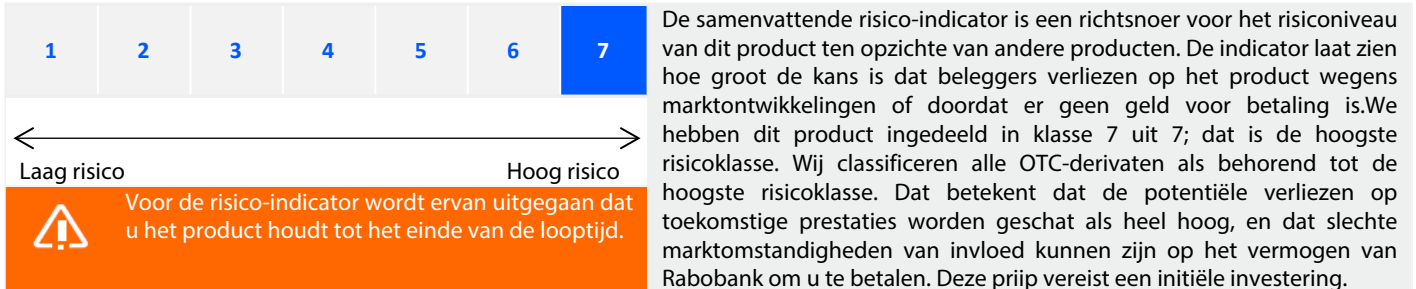 1 2 3 4 5 6 7
Laag risico Hoog risico
Voor de risico-indicator wordt ervan uitgegaan dat
u het product houdt tot het einde van de looptijd.
De samenvattende risico-indicator is een richtsnoer voor het risiconiveau
van dit product ten opzichte van andere producten. De indicator laat zien
hoe groot de kans is dat beleggers verliezen op het product wegens
marktontwikkelingen of doordat er geen geld voor betaling is.We
hebben dit product ingedeeld in klasse 7 uit 7; dat is de hoogste
risicoklasse. Wij classificeren alle OTC-derivaten als behorend tot de
hoogste risicoklasse. Dat betekent dat de potentiële verliezen op
toekomstige prestaties worden geschat als heel hoog, en dat slechte
marktomstandigheden van invloed kunnen zijn op het vermogen van
Rabobank om u te betalen. Deze priip vereist een initiële investering.